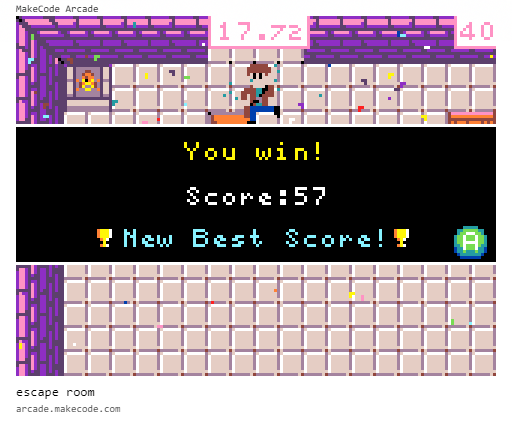 MakeCode Arcade
17.72 40
You win!
Score:57
New Best Score!
A
escape room
arcade.makecode.com